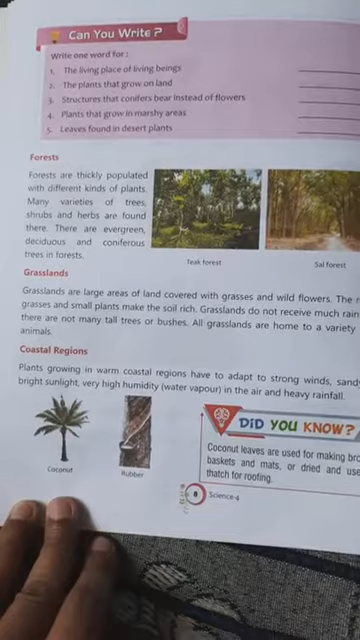 Can You Write?
Write one word for :
1. The living place of living beings
2. The plants that grow on land
3. Structures that conifers bear instead of flowers
4. Plants that grow in marshy areas
5. Leaves found in desert plants
Forests
Forests are thickly populated
with different kinds of plants.
Many varieties of trees,
shrubs and herbs are found
there. There are evergreen,
deciduous and coniferous
trees in forests.
Teak forest
Sal forest
Grasslands
Grasslands are large areas of land covered with grasses and wild flowers. The
grasses and small plants make the soil rich. Grasslands do not receive much rain
there are not many tall trees or bushes. All grasslands are home to a variety
animals.
Coastal Regions
Plants growing in warm coastal regions have to adapt to strong winds, sand
bright sunlight, very high humidity (water vapour) in the air and heavy rainfall.
Coconut
Rubber
DiD YOU KNOW?
Coconut leaves are used for making
baskets and mats, or dried and
thatch for roofing.
8 Science-4